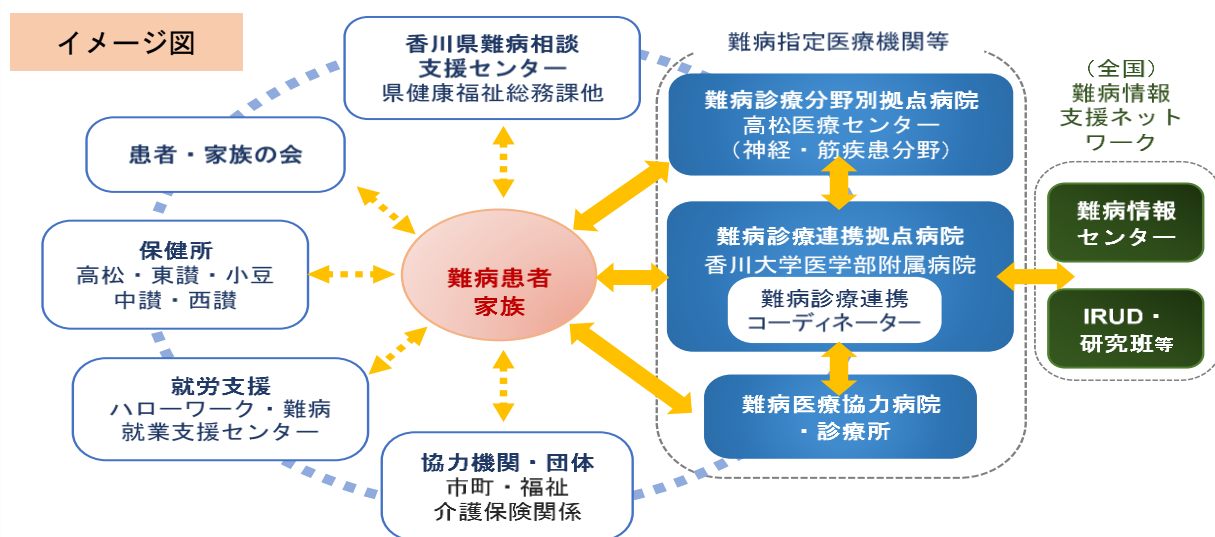 イメージ図
香川県難病相談
支援センター
県健康福祉総務課他
患者・家族の会
保健所
高松・東讃・小豆
中讃・西讃
就労支援
ハローワーク・難病
就業支援センター
協力機関・団体
市町・福祉
介護保険関係
難病患者
家族
難病指定医療機関等
難病診療分野別拠点病院
高松医療センター
（神経・筋疾患分野）
難病診療連携拠点病院
香川大学医学部附属病院
難病診療連携
コーディネーター
難病医療協力病院
・診療所
（全国）
難病情報
支援ネット
ワーク
難病情報
センター
IRUD・
研究班等